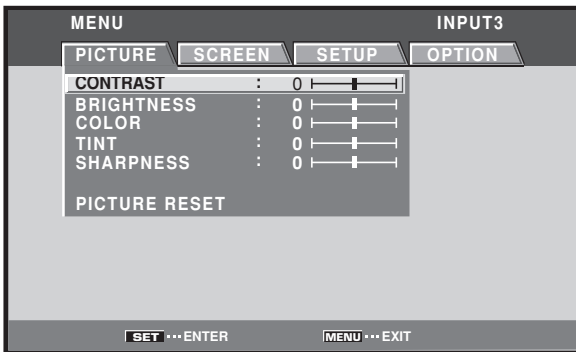 MENU INPUT3
PICTURE SCREEN SETUP OPTION
CONTRAST : 0
BRIGHTNESS : 0
COLOR : 0
TINT : 0
SHARPNESS : 0
PICTURE RESET
SET ··· ENTER MENU ··· EXIT